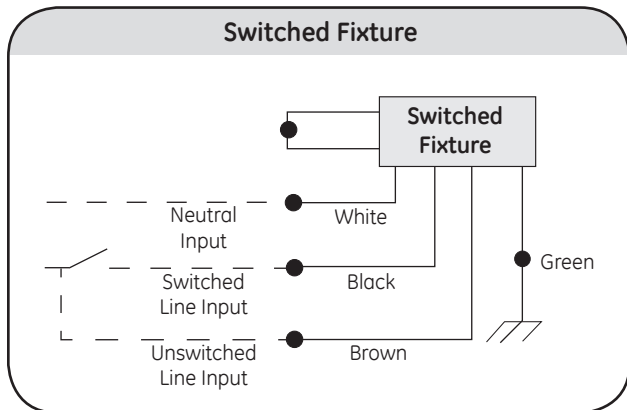 Switched Fixture
Switched
Fixture
Neutral
Input
White
Switched
Line Input
Black
Green
Unswitched
Line Input
Brown